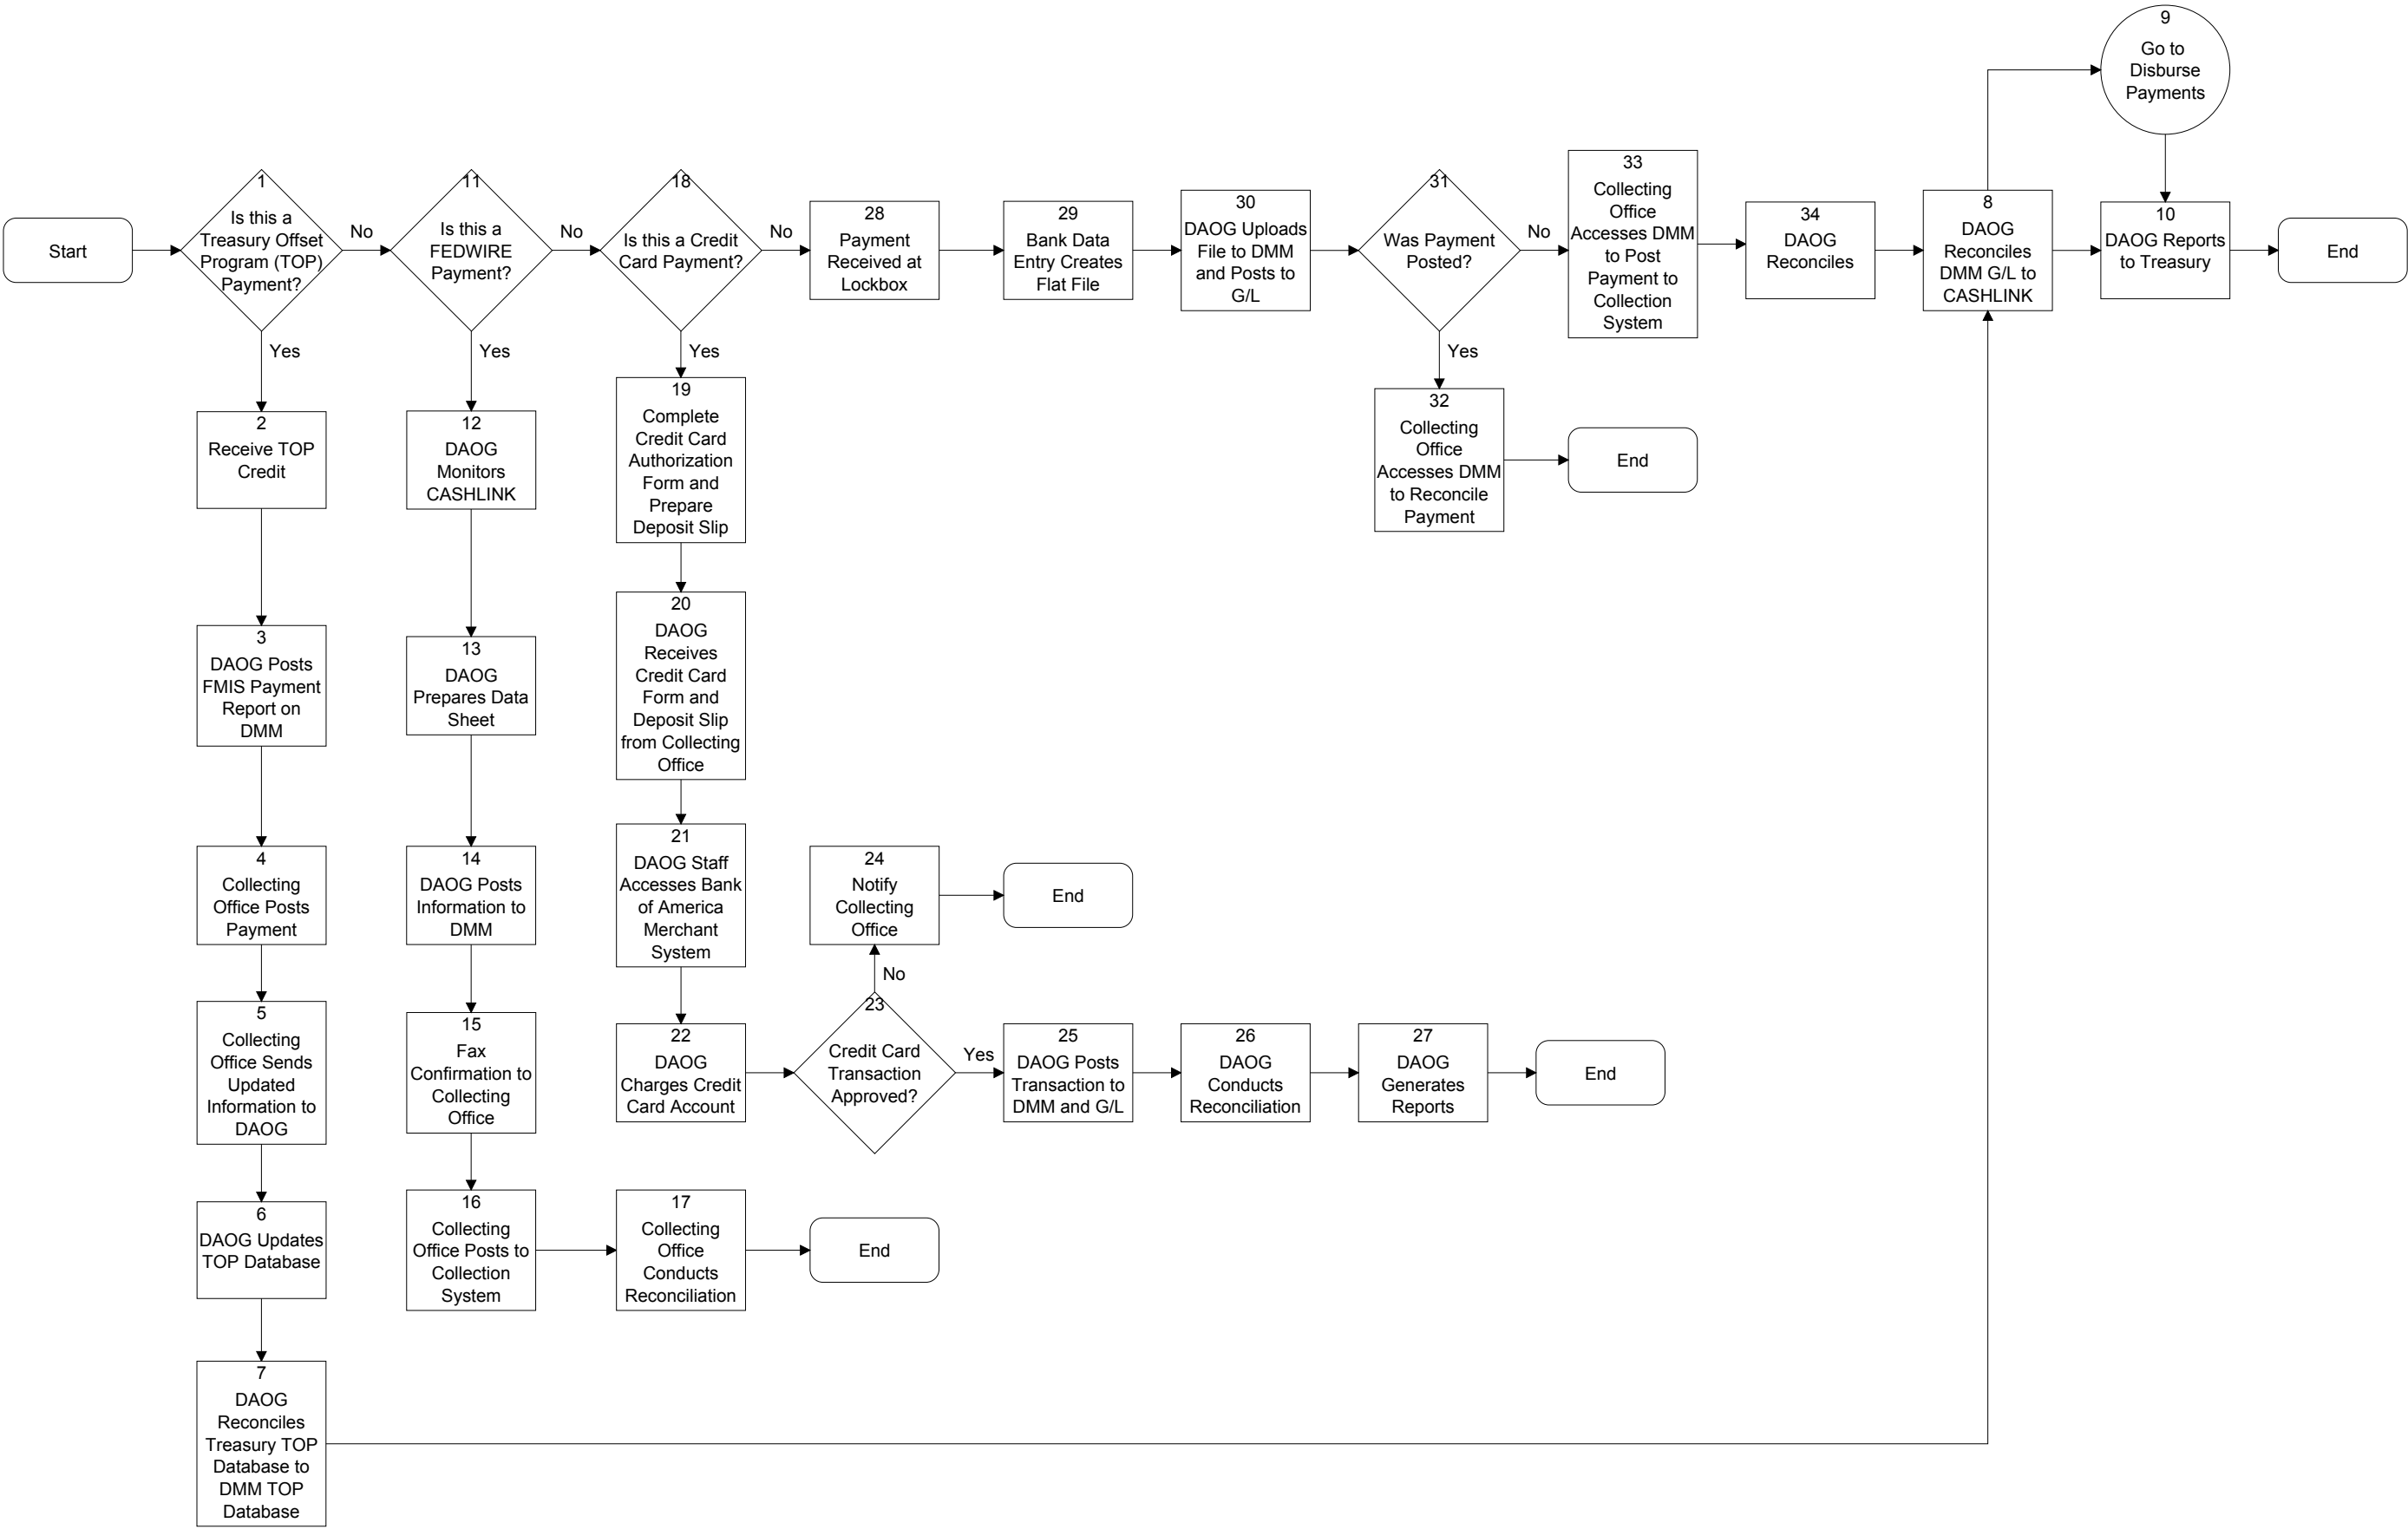 Start
1
Is this a
Treasury Offset
Program (TOP)
Payment?
No
Yes
2
Receive TOP
Credit
3
DAOG Posts
FMIS Payment
Report on
DMM
4
Collecting
Office Posts
Payment
5
Collecting
Office Sends
Updated
Information to
DAOG
6
DAOG Updates
TOP Database
7
DAOG
Reconciles
Treasury TOP
Database to
DMM TOP
Database
8
DAOG
Reconciles
DMM G/L to
CASHLINK
9
Go to
Disburse
Payments
10
DAOG Reports
to Treasury
End
11
Is this a
FEDWIRE
Payment?
No
Yes
12
DAOG
Monitors
CASHLINK
13
DAOG
Prepares Data
Sheet
14
DAOG Posts
Information to
DMM
15
Fax
Confirmation to
Collecting
Office
16
Collecting
Office Posts to
Collection
System
17
Collecting
Office
Conducts
Reconciliation
End
18
Is this a Credit
Card Payment?
No
Yes
19
Complete
Credit Card
Authorization
Form and
Prepare
Deposit Slip
20
DAOG
Receives
Credit Card
Form and
Deposit Slip
from Collecting
Office
21
DAOG Staff
Accesses Bank
of America
Merchant
System
22
DAOG
Charges Credit
Card Account
23
Credit Card
Transaction
Approved?
No
Yes
24
Notify
Collecting
Office
End
25
DAOG Posts
Transaction to
DMM and G/L
26
DAOG
Conducts
Reconciliation
27
DAOG
Generates
Reports
End
28
Payment
Received at
Lockbox
29
Bank Data
Entry Creates
Flat File
30
DAOG Uploads
File to DMM
and Posts to
G/L
31
Was Payment
Posted?
No
Yes
32
Collecting
Office
Accesses DMM
to Reconcile
Payment
End
33
Collecting
Office
Accesses DMM
to Post
Payment to
Collection
System
34
DAOG
Reconciles